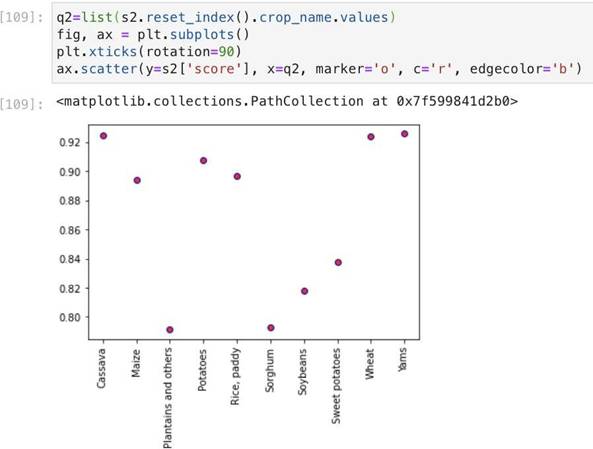 [109]: q2=list(s2.reset_index().crop_name.values)
fig, ax = plt.subplots()
plt.xticks(rotation=90)
ax.scatter(y=s2['score'], x=q2, marker='o', c='r', edgecolor='b')
[109]: <matplotlib.collections.PathCollection at 0x7f599841d2b0>
0.92
0.90
0.88
0.86
0.84
0.82
0.80
Cassava
Maize
Plantains and others
Potatoes
Rice, paddy
Sorghum
Soybeans
Sweet potatoes
Wheat
Yams